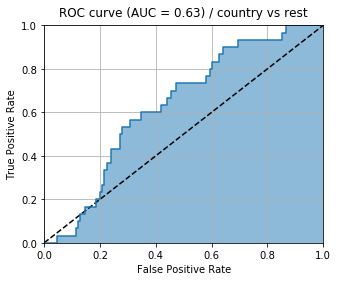 ROC curve (AUC = 0.63) / country vs rest
1.0
0.8
0.6
0.4
0.2
0.0
True Positive Rate
0.0 0.2 0.4 0.6 0.8 1.0
False Positive Rate